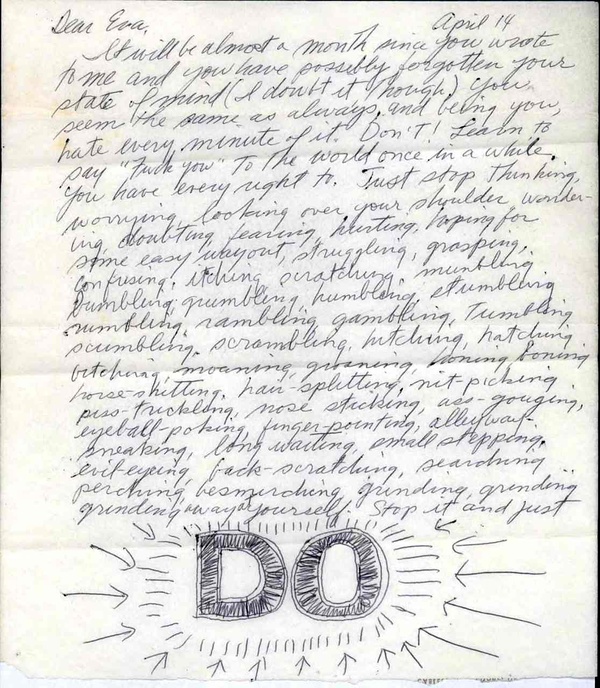 Dear Eva, April 14
It will be almost a month since you wrote
to me and you have possibly forgotten your
state of mind (I doubt it though). You
seem the same as always, and being you,
hate every minute of it. Don't! Learn to
say "Fuck You" to the world once in a while.
You have every right to. Just stop thinking,
worrying, looking over your shoulder, wonder-
ing, doubting, fearing, hurting, hoping for
some easy way out, struggling, grasping,
confusing, itching, scratching, mumbling,
bumbling, grumbling, humbling, stumbling,
rumbling, rambling, gambling, tumbling,
scumbling, scrambling, hitching, hatching,
bitching, moaning, groaning, honing, boning,
horse-shitting, hair-splitting, nit-picking,
piss-trickling, nose sticking, ass-gouging,
eyeball-poking, finger-pointing, alleyway-
sneaking, long waiting, small stepping,
evil-eyeing, back-scratching, searching,
perching, besmirching, grinding, grinding
grinding away at yourself. Stop it and just
DO